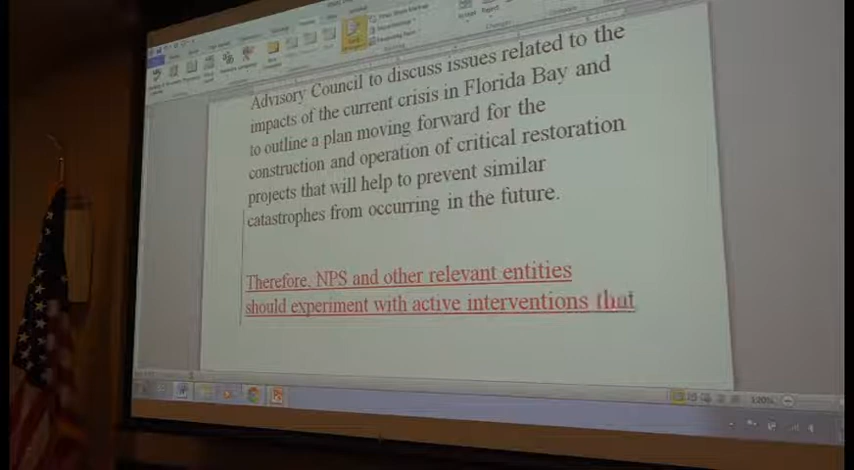 Advisory Council to discuss issues related to the
impacts of the current crisis in Florida Bay and
to outline a plan moving forward for the
construction and operation of critical restoration
projects that will help to prevent similar
catastrophes from occurring in the future.
Therefore, NPS and other relevant entities
should experiment with active interventions that
120%